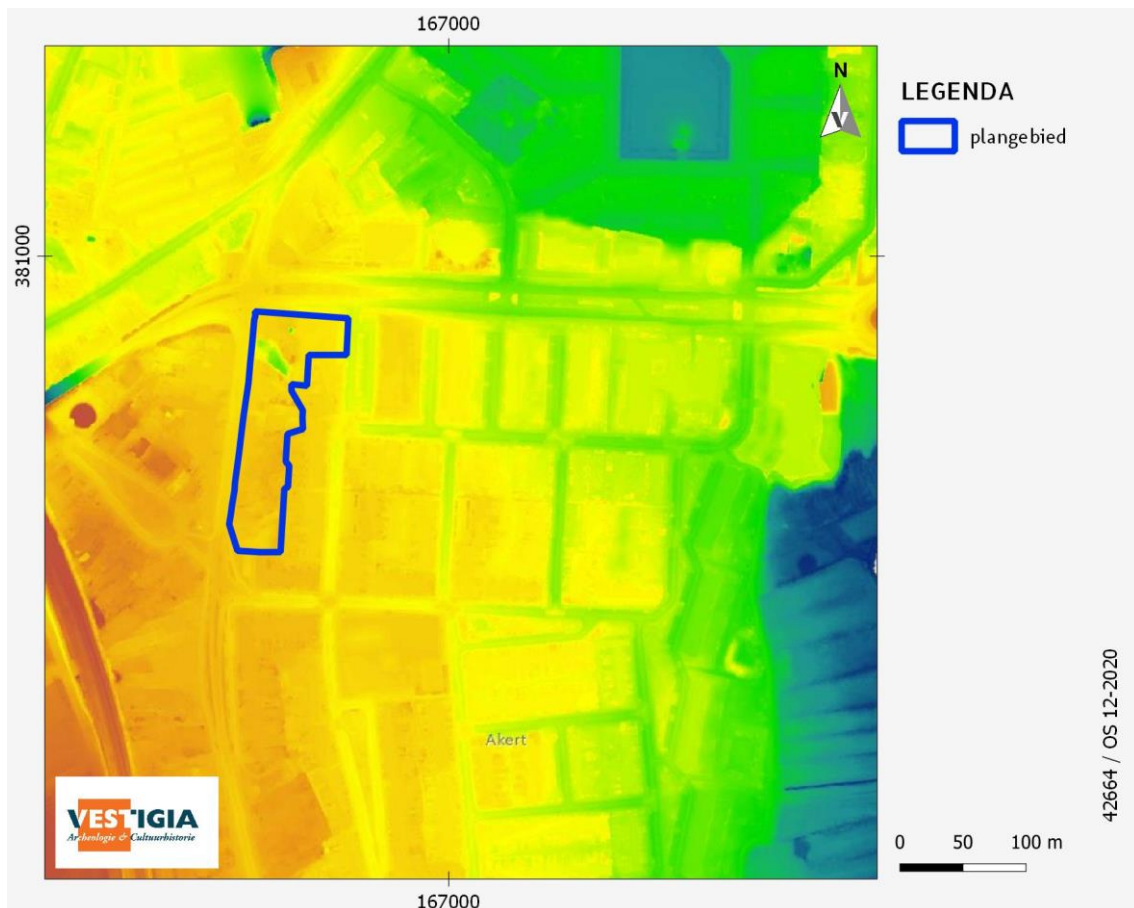 167000
N
LEGENDA
plangebied
381000
Akert
VESTIGIA
Archeologie & Cultuurhistorie
42664 / OS 12-2020
0 50 100 m
167000